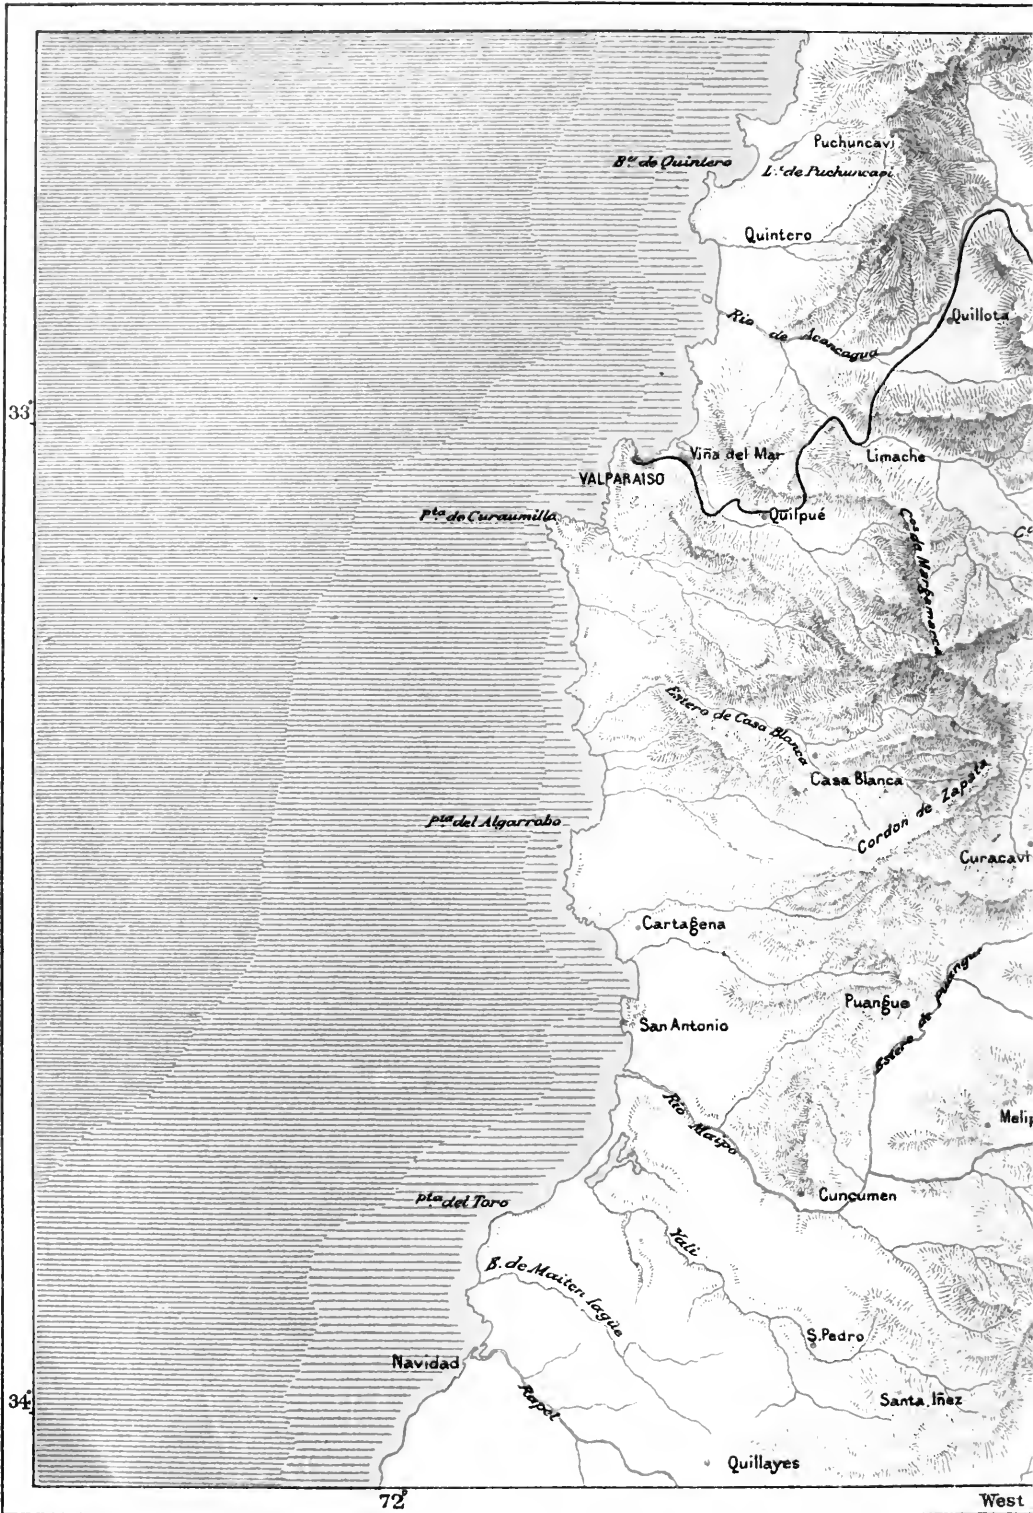 Puchuncavi
B.ª de Quintero
L.ª de Puchuncavi
Quintero
Rio de Aconcagua
Quillota
33°
Viña del Mar
Limache
VALPARAISO
Pta. de Curaumilla
Quilpué
Estero de Casa Blanca
Casa Blanca
Cordon de Zapata
pta del Algarrabo
Curacavi
Cartagena
Puangue
Estero de Puangue
San Antonio
Rio Maipo
Melip
Cuncumen
pta del Toro
Yali
E. de Maiten lagüe
S. Pedro
Navidad
Rapel
Santa Iñez
34°
Quillayes
72°
West